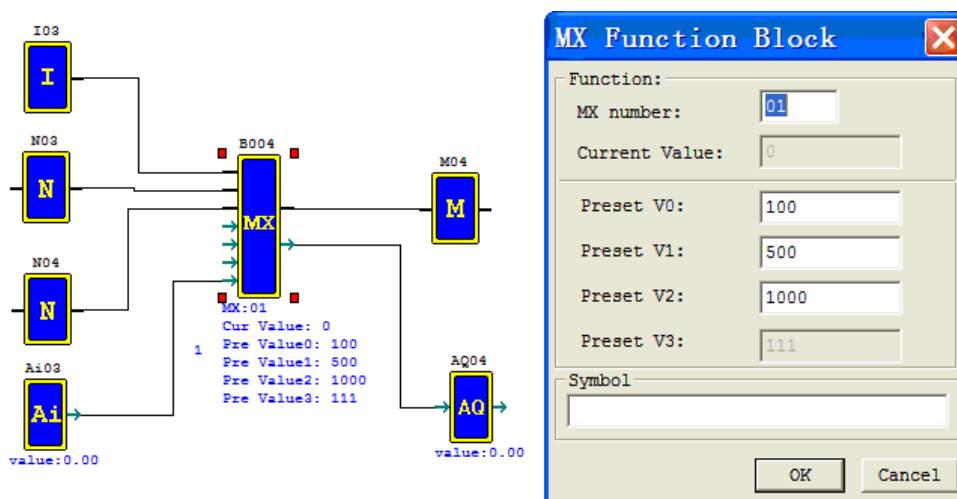 I03
I
N03
N
N04
N
Ai03
Ai
value:0.00
B004
MX
MX:01
Cur Value: 0
1
Pre Value0: 100
Pre Value1: 500
Pre Value2: 1000
Pre Value3: 111
M04
M
AQ04
AQ
value:0.00
MX Function Block
Function:
MX number: 01
Current Value: 0
Preset V0: 100
Preset V1: 500
Preset V2: 1000
Preset V3: 111
Symbol
OK Cancel